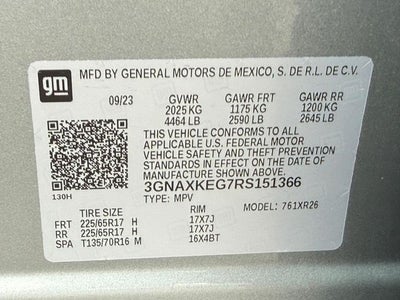 gm
MFD BY GENERAL MOTORS DE MEXICO, S. DE R.L. DE C.V.
09/23 GVWR GAWR FRT GAWR RR
2025 KG 1175 KG 1200 KG
4464 LB 2590 LB 2645 LB
THIS VEHICLE CONFORMS TO ALL
APPLICABLE U.S. FEDERAL MOTOR
VEHICLE SAFETY AND THEFT PREVENTION
STANDARDS IN EFFECT ON THE DATE OF
MANUFACTURE SHOWN ABOVE.
3GNAXKEG7RS151366
130H
TYPE: MPV MODEL: 761XR26
TIRE SIZE RIM
FRT 225/65R17 H 17X7J
RR 225/65R17 H 17X7J
SPA T135/70R16 M 16X4BT